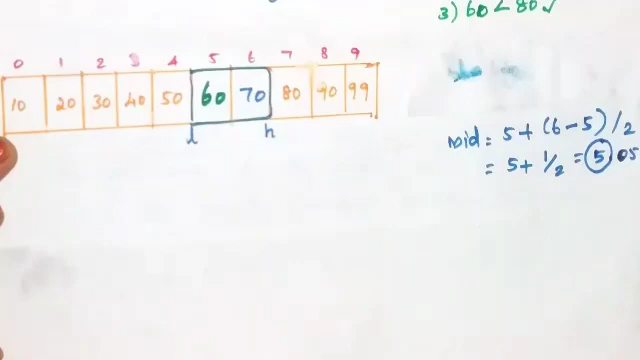 3) 60 < 80 ✓
0 1 2 3 4 5 6 7 8 9
10 20 30 40 50 60 70 80 90 99
l h
mid = 5 + (6 - 5) / 2
= 5 + 1/2 = 5.05